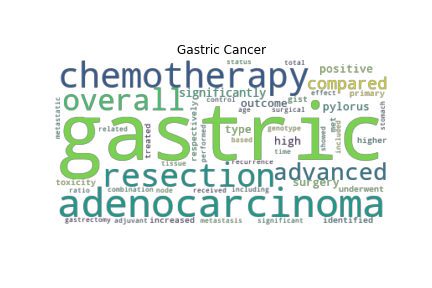 Gastric Cancer
status total
chemotherapy positive
metastatic significantly compared
overall control outcome gist effect primary
age surgical pylorus stomach
gastric
related treated respectively performed type genotype high met included higher
based time showed
tissue recurrence
resection advanced
toxicity surgery
ratio combination node received including underwent
adenocarcinoma
gastrectomy adjuvant increased metastasis significant identified